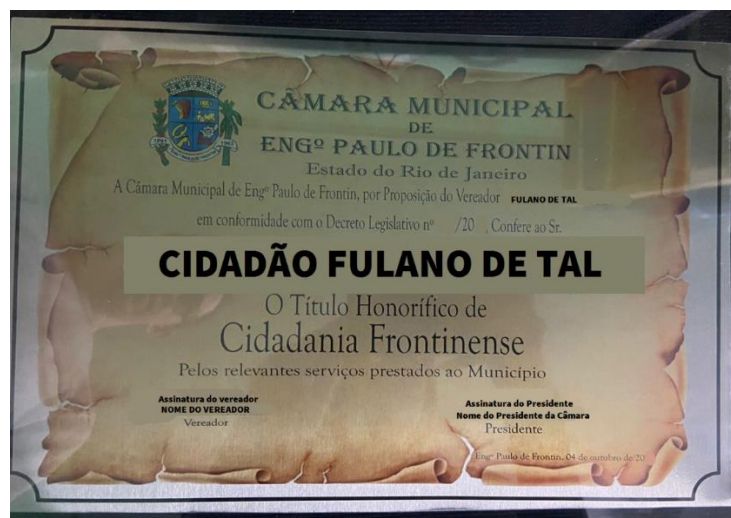 CÂMARA MUNICIPAL
DE
ENGº PAULO DE FRONTIN
Estado do Rio de Janeiro
A Câmara Municipal de Engº Paulo de Frontin, por Proposição do Vereador FULANO DE TAL
em conformidade com o Decreto Legislativo nº /20 , Confere ao Sr.
CIDADÃO FULANO DE TAL
O Título Honorífico de
Cidadania Frontinense
Pelos relevantes serviços prestados ao Município
Assinatura do vereador
NOME DO VEREADOR
Vereador
Assinatura do Presidente
Nome do Presidente da Câmara
Presidente
Engº Paulo de Frontin, 04 de outubro de/20